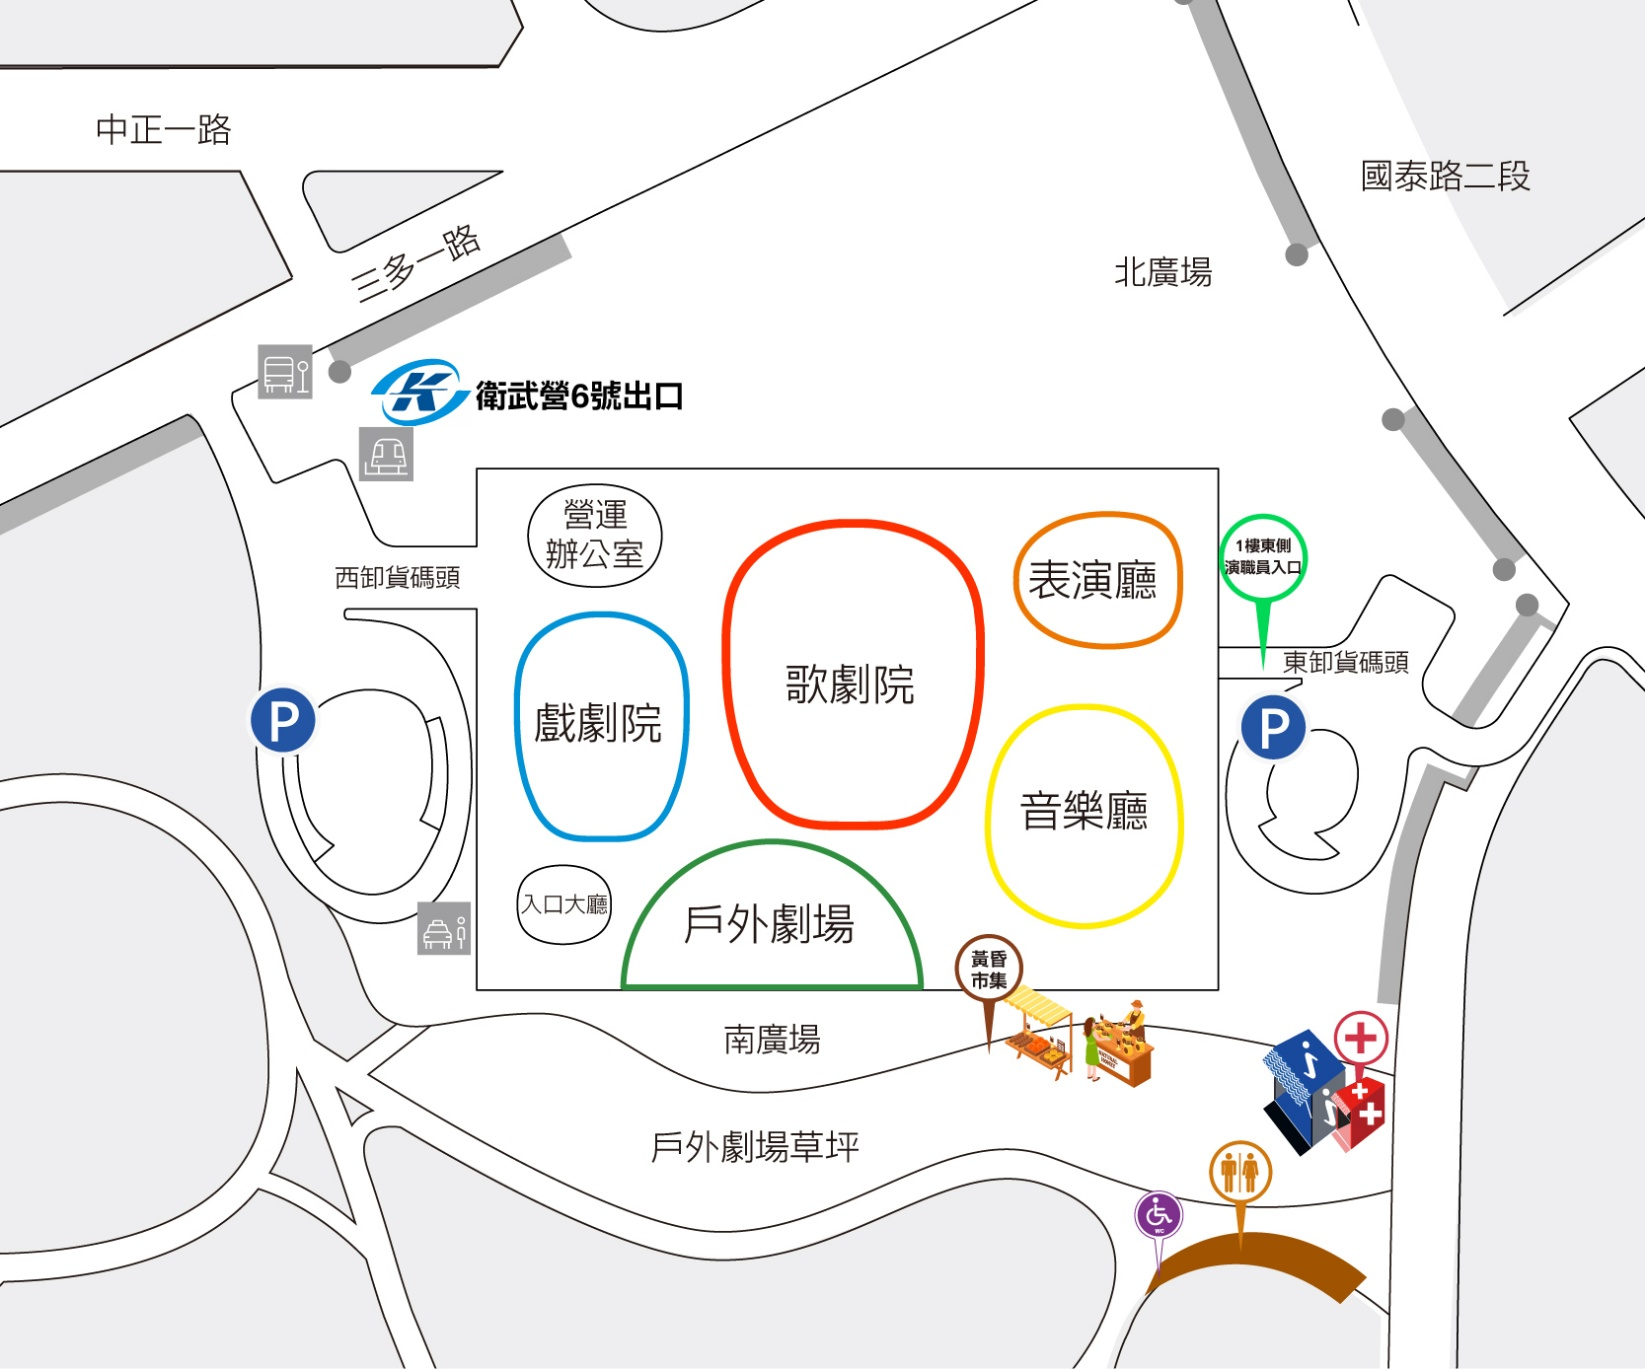 中正一路
國泰路二段
三多一路
北廣場
K
衛武營6號出口
營運
辦公室
表演廳
1樓東側
演職員入口
西卸貨碼頭
歌劇院
東卸貨碼頭
戲劇院
P
P
音樂廳
入口大廳
戶外劇場
黃昏
市集
南廣場
NATURAL
MARKET
i
i
戶外劇場草坪
WC